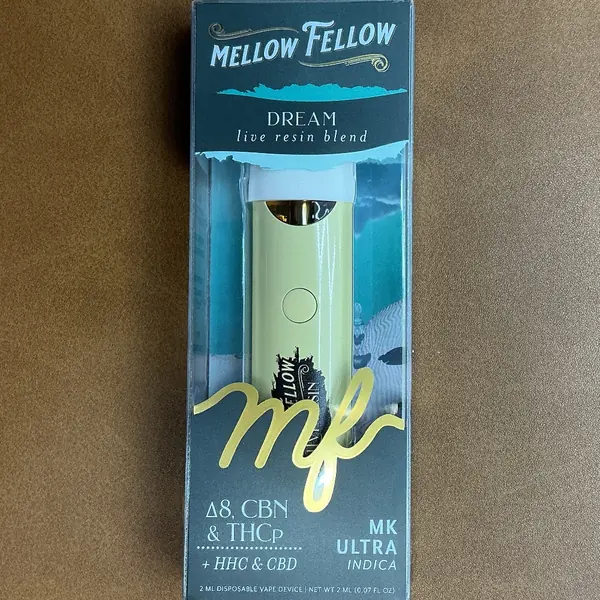 MELLOW FELLOW
DREAM
live resin blend
mf
Δ8, CBN
& THCP
+ HHC & CBD
MK
ULTRA
INDICA
2 ML DISPOSABLE VAPE DEVICE | NET WT 2 ML (0.07 FL OZ)